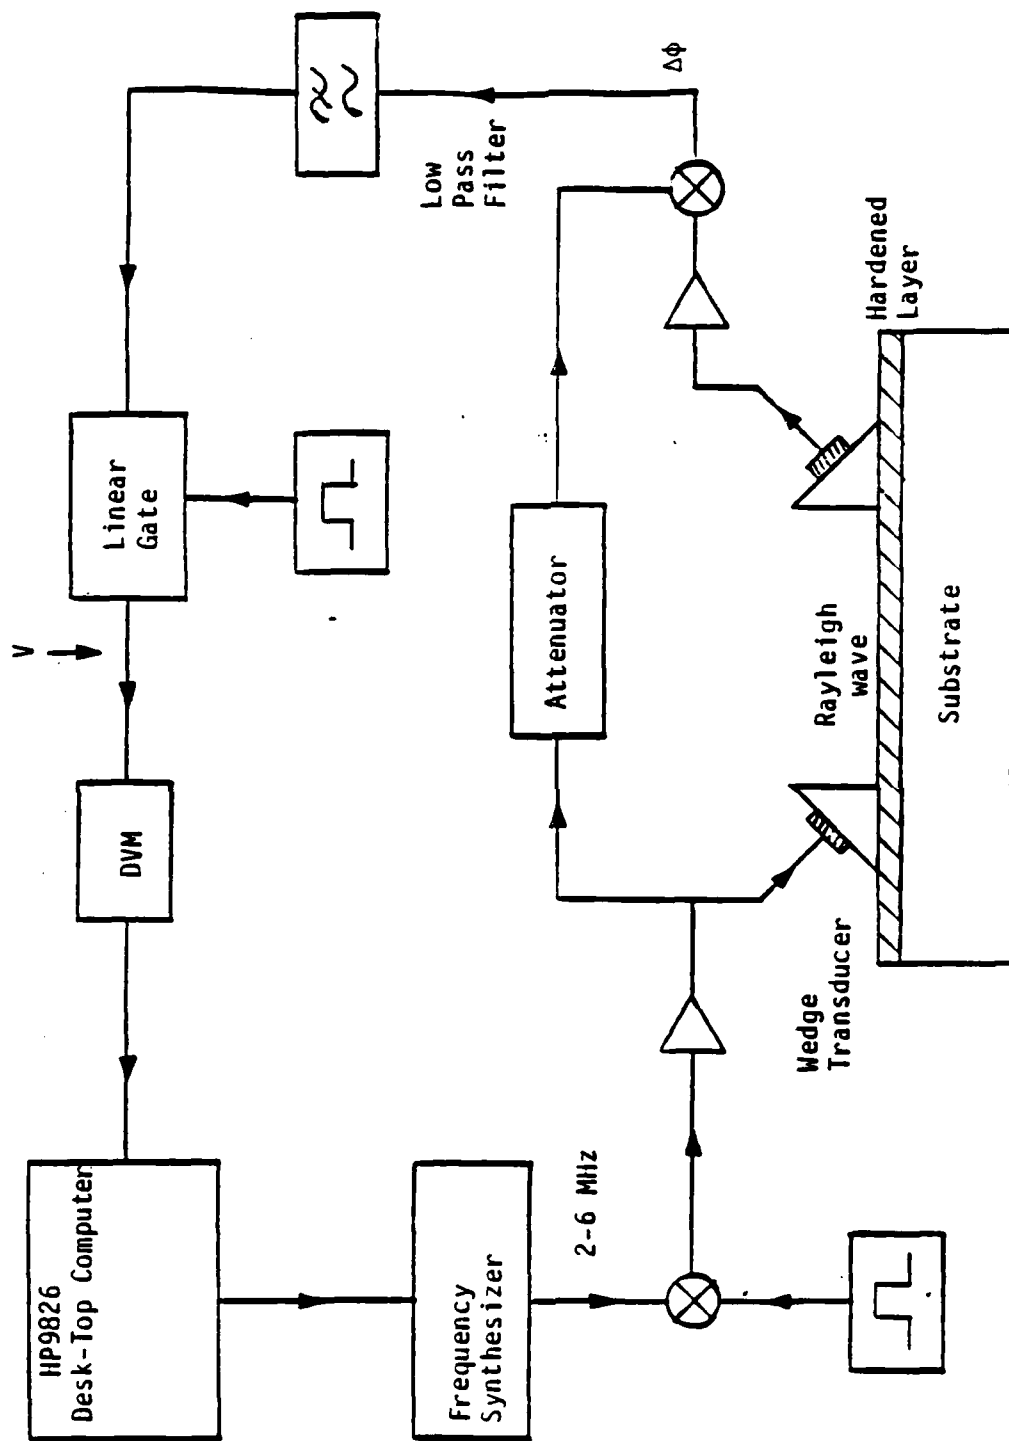 HP9826
Desk-Top Computer
DVM
V
Linear
Gate
Low
Pass
Filter
Δϕ
Frequency
Synthesizer
2-6 MHz
Attenuator
Wedge
Transducer
Rayleigh
wave
Hardened
Layer
Substrate